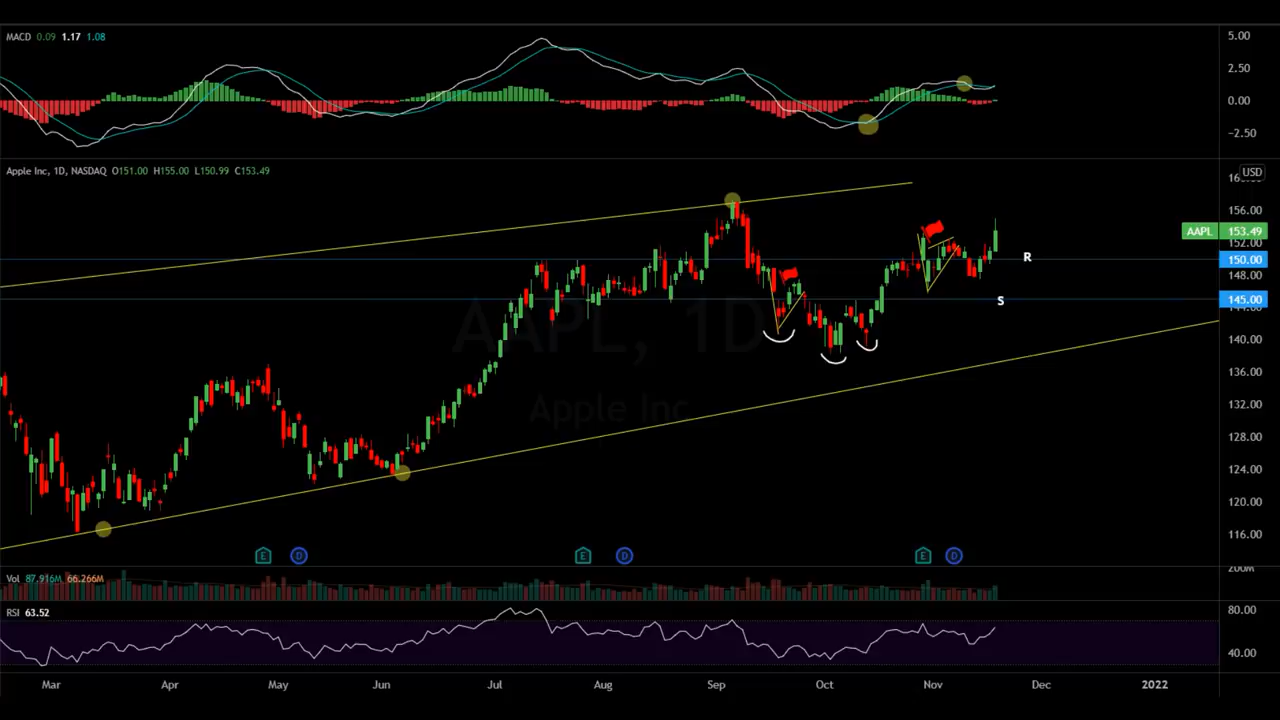 MACD 0.09 1.17 1.08
5.00
2.50
0.00
−2.50
Apple Inc, 1D, NASDAQ O151.00 H155.00 L150.99 C153.49
USD
156.00
AAPL 153.49
152.00
150.00
R
148.00
145.00
S
AAPL, 1D
140.00
136.00
Apple Inc
132.00
128.00
124.00
120.00
116.00
E D E D E D
Vol 87.916M 66.266M
200M
RSI 63.52
80.00
40.00
Mar Apr May Jun Jul Aug Sep Oct Nov Dec 2022